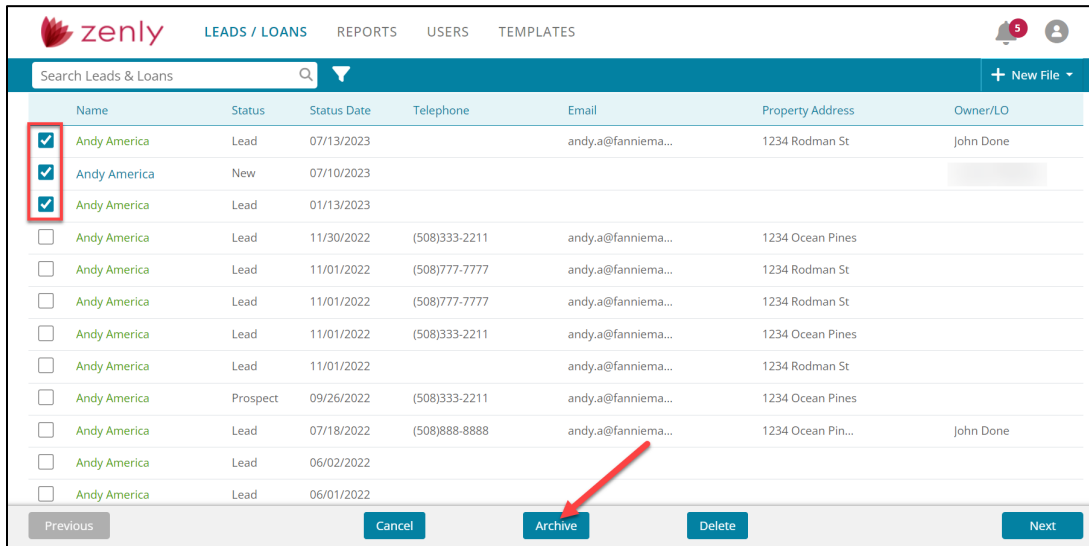 zenly LEADS / LOANS REPORTS USERS TEMPLATES 5
Search Leads & Loans + New File
Name Status Status Date Telephone Email Property Address Owner/LO
Andy America Lead 07/13/2023 andy.a@fanniema... 1234 Rodman St John Done
Andy America New 07/10/2023
Andy America Lead 01/13/2023
Andy America Lead 11/30/2022 (508)333-2211 andy.a@fanniema... 1234 Ocean Pines
Andy America Lead 11/01/2022 (508)777-7777 andy.a@fanniema... 1234 Rodman St
Andy America Lead 11/01/2022 (508)777-7777 andy.a@fanniema... 1234 Rodman St
Andy America Lead 11/01/2022 (508)333-2211 andy.a@fanniema... 1234 Ocean Pines
Andy America Lead 11/01/2022 andy.a@fanniema... 1234 Rodman St
Andy America Prospect 09/26/2022 (508)333-2211 andy.a@fanniema... 1234 Ocean Pines
Andy America Lead 07/18/2022 (508)888-8888 andy.a@fanniema... 1234 Ocean Pin... John Done
Andy America Lead 06/02/2022
Andy America Lead 06/01/2022
Previous Cancel Archive Delete Next